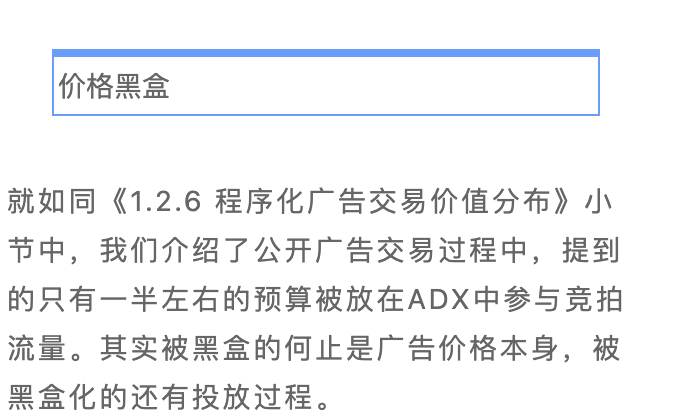 价格黑盒
就如同《1.2.6 程序化广告交易价值分布》小
节中，我们介绍了公开广告交易过程中，提到
的只有一半左右的预算被放在ADX中参与竞拍
流量。其实被黑盒的何止是广告价格本身，被
黑盒化的还有投放过程。